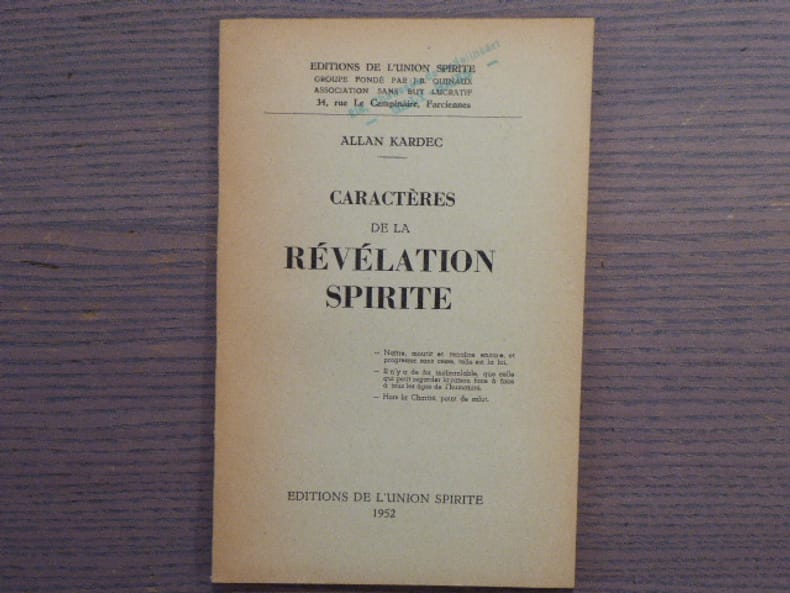 EDITIONS DE L'UNION SPIRITE
GROUPE FONDÉ PAR J-B. QUINAUX
ASSOCIATION SANS BUT LUCRATIF
34, rue Le Campinaire, Farciennes
ALLAN KARDEC
CARACTÈRES
DE LA
RÉVÉLATION
SPIRITE
— Naître, mourir et renaître encore, et
progresser sans cesse, telle est la loi.
— Il n'y a de foi inébranlable, que celle
qui peut regarder la raison face à face
à tous les âges de l'humanité.
— Hors la Charité, point de salut.
EDITIONS DE L'UNION SPIRITE
1952